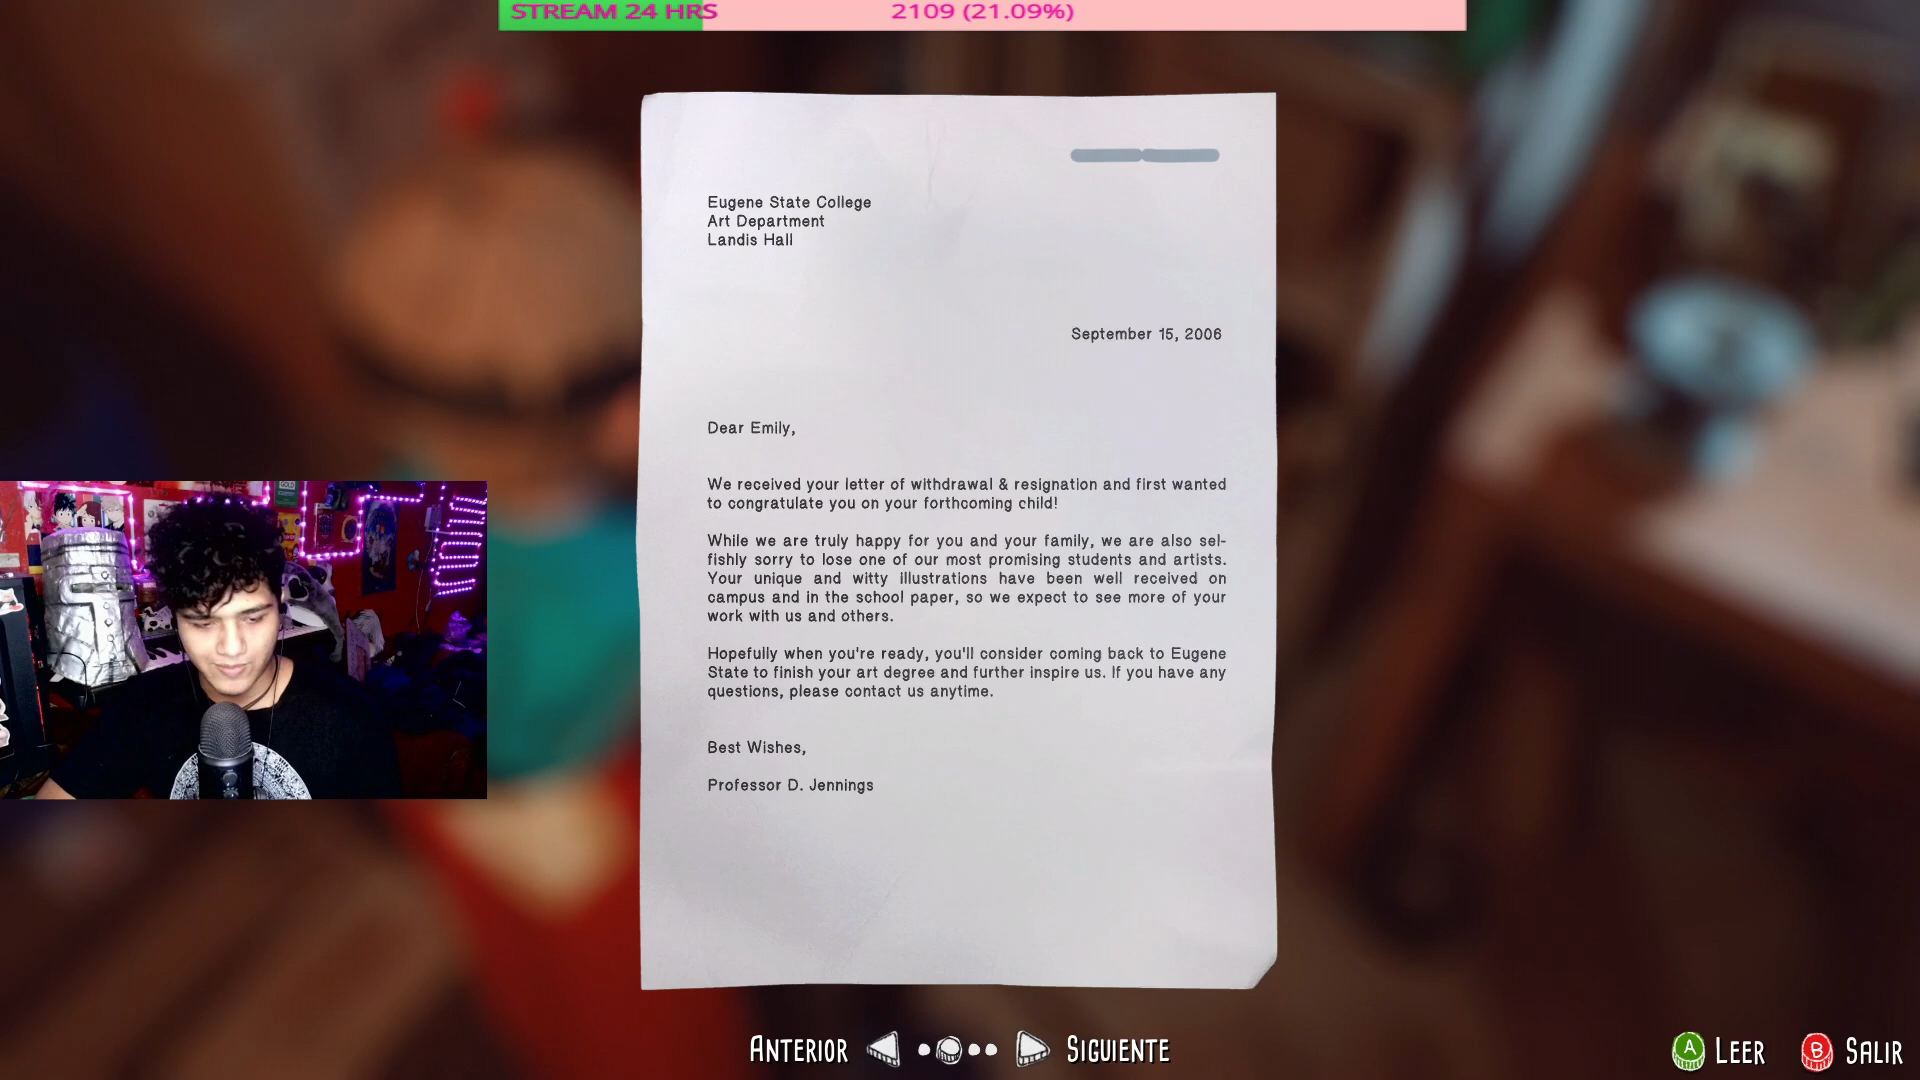 STREAM 24 HRS 2109 (21.09%)
Eugene State College
Art Department
Landis Hall
September 15, 2006
Dear Emily,
We received your letter of withdrawal & resignation and first wanted
to congratulate you on your forthcoming child!
While we are truly happy for you and your family, we are also sel-
fishly sorry to lose one of our most promising students and artists.
Your unique and witty illustrations have been well received on
campus and in the school paper, so we expect to see more of your
work with us and others.
Hopefully when you're ready, you'll consider coming back to Eugene
State to finish your art degree and further inspire us. If you have any
questions, please contact us anytime.
Best Wishes,
Professor D. Jennings
ANTERIOR SIGUIENTE
A LEER B SALIR